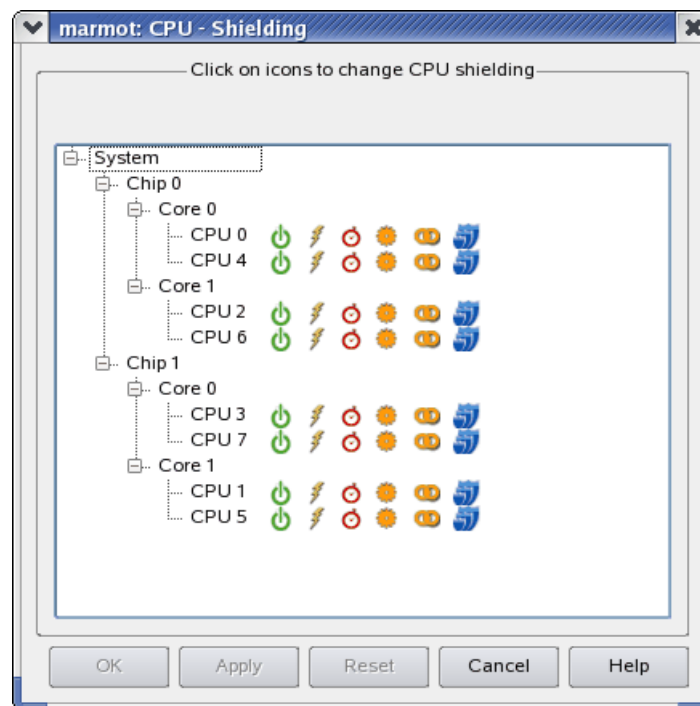 marmot: CPU - Shielding
Click on icons to change CPU shielding
System
Chip 0
Core 0
CPU 0
CPU 4
Core 1
CPU 2
CPU 6
Chip 1
Core 0
CPU 3
CPU 7
Core 1
CPU 1
CPU 5
OK Apply Reset Cancel Help